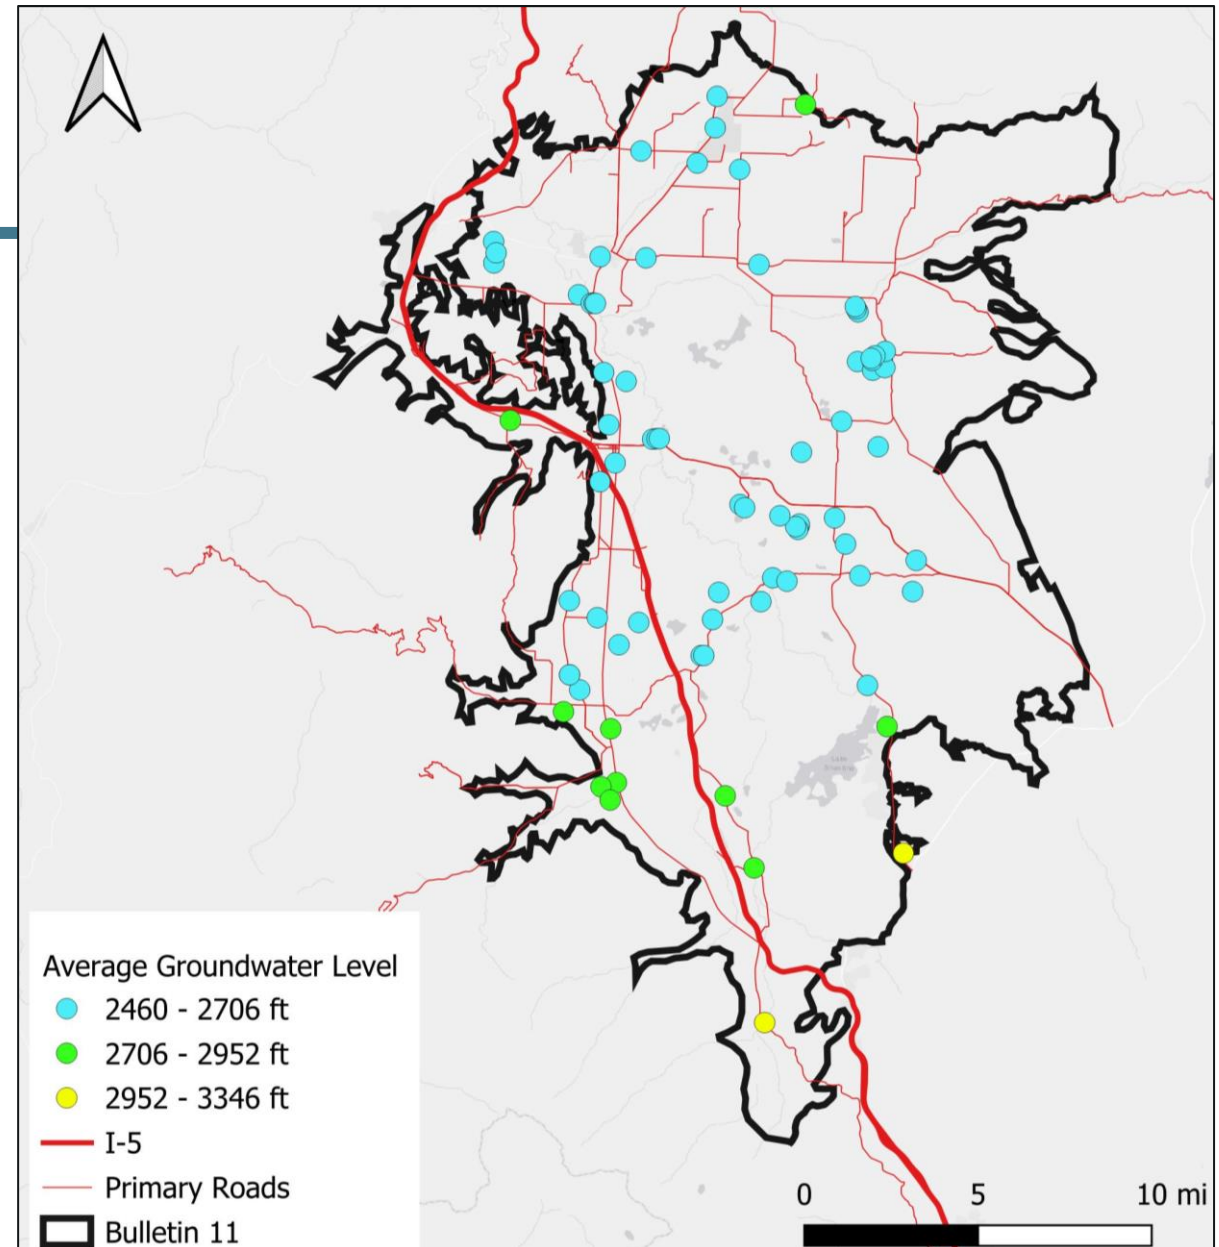 Average Groundwater Level
2460 - 2706 ft
2706 - 2952 ft
2952 - 3346 ft
I-5
Primary Roads
Bulletin 11
0 5 10 mi